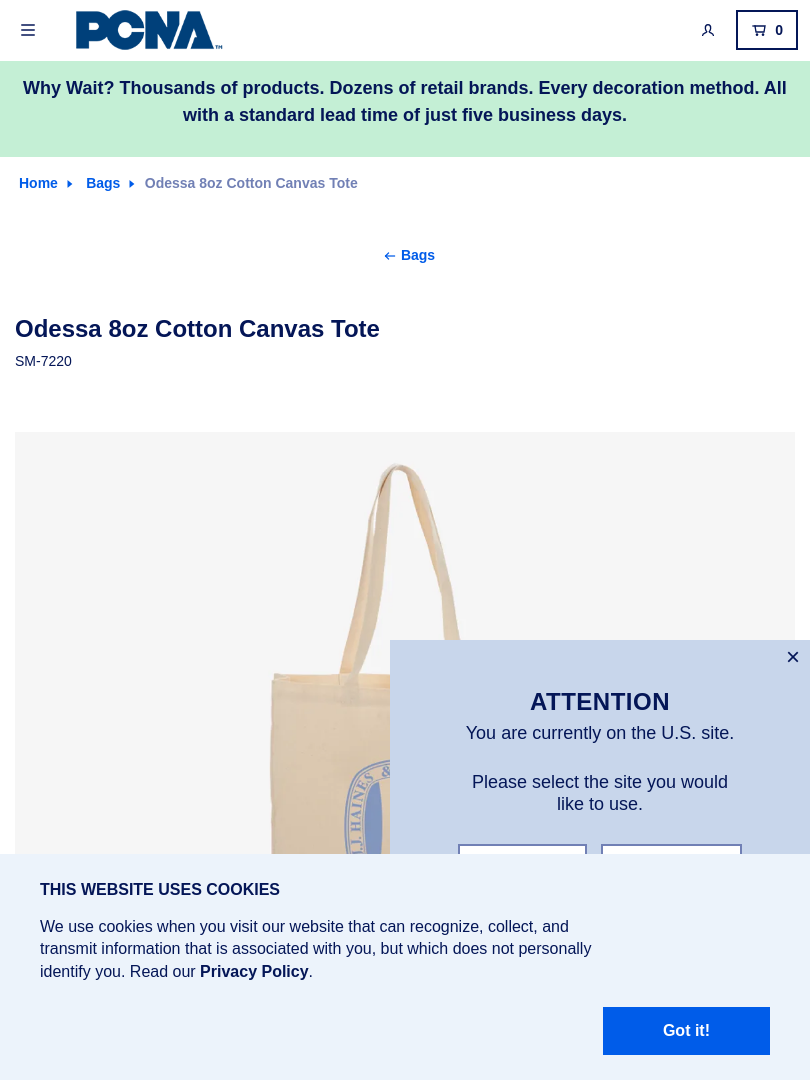 PCNA™
0
Why Wait? Thousands of products. Dozens of retail brands. Every decoration method. All
with a standard lead time of just five business days.
Home
Bags
Odessa 8oz Cotton Canvas Tote
Bags
Odessa 8oz Cotton Canvas Tote
SM-7220
J. HAINES &
ATTENTION
You are currently on the U.S. site.
Please select the site you would
like to use.
THIS WEBSITE USES COOKIES
We use cookies when you visit our website that can recognize, collect, and
transmit information that is associated with you, but which does not personally
identify you. Read our Privacy Policy.
Got it!